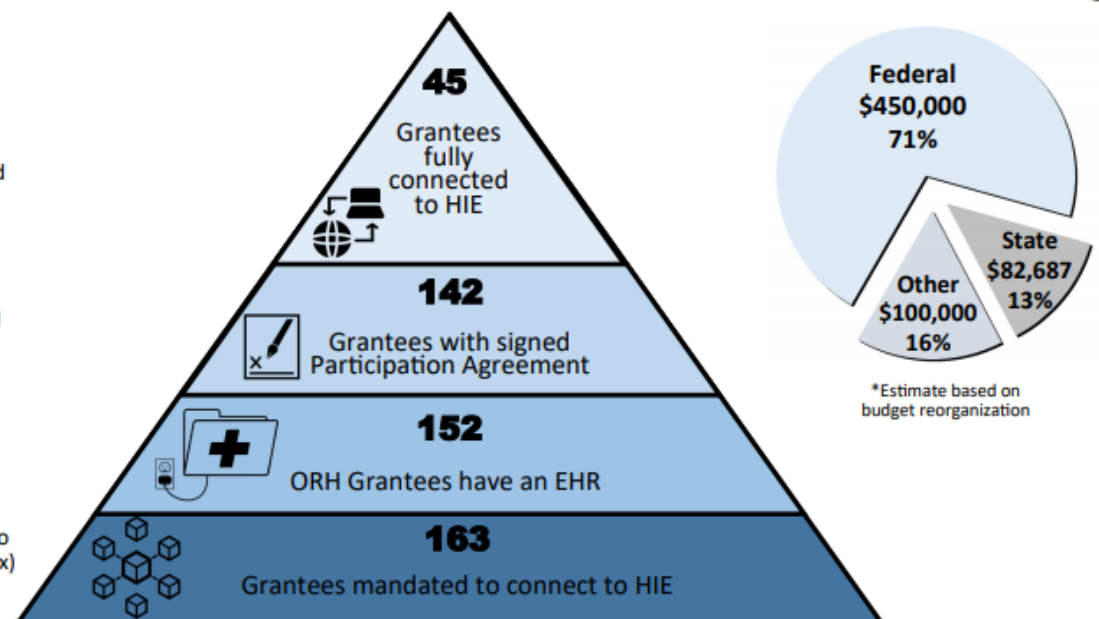 45
Grantees
fully
connected
to HIE
142
Grantees with signed
Participation Agreement
x
152
ORH Grantees have an EHR
163
Grantees mandated to connect to HIE
d
o
x)
Federal
$450,000
71%
State
$82,687
13%
Other
$100,000
16%
*Estimate based on
budget reorganization